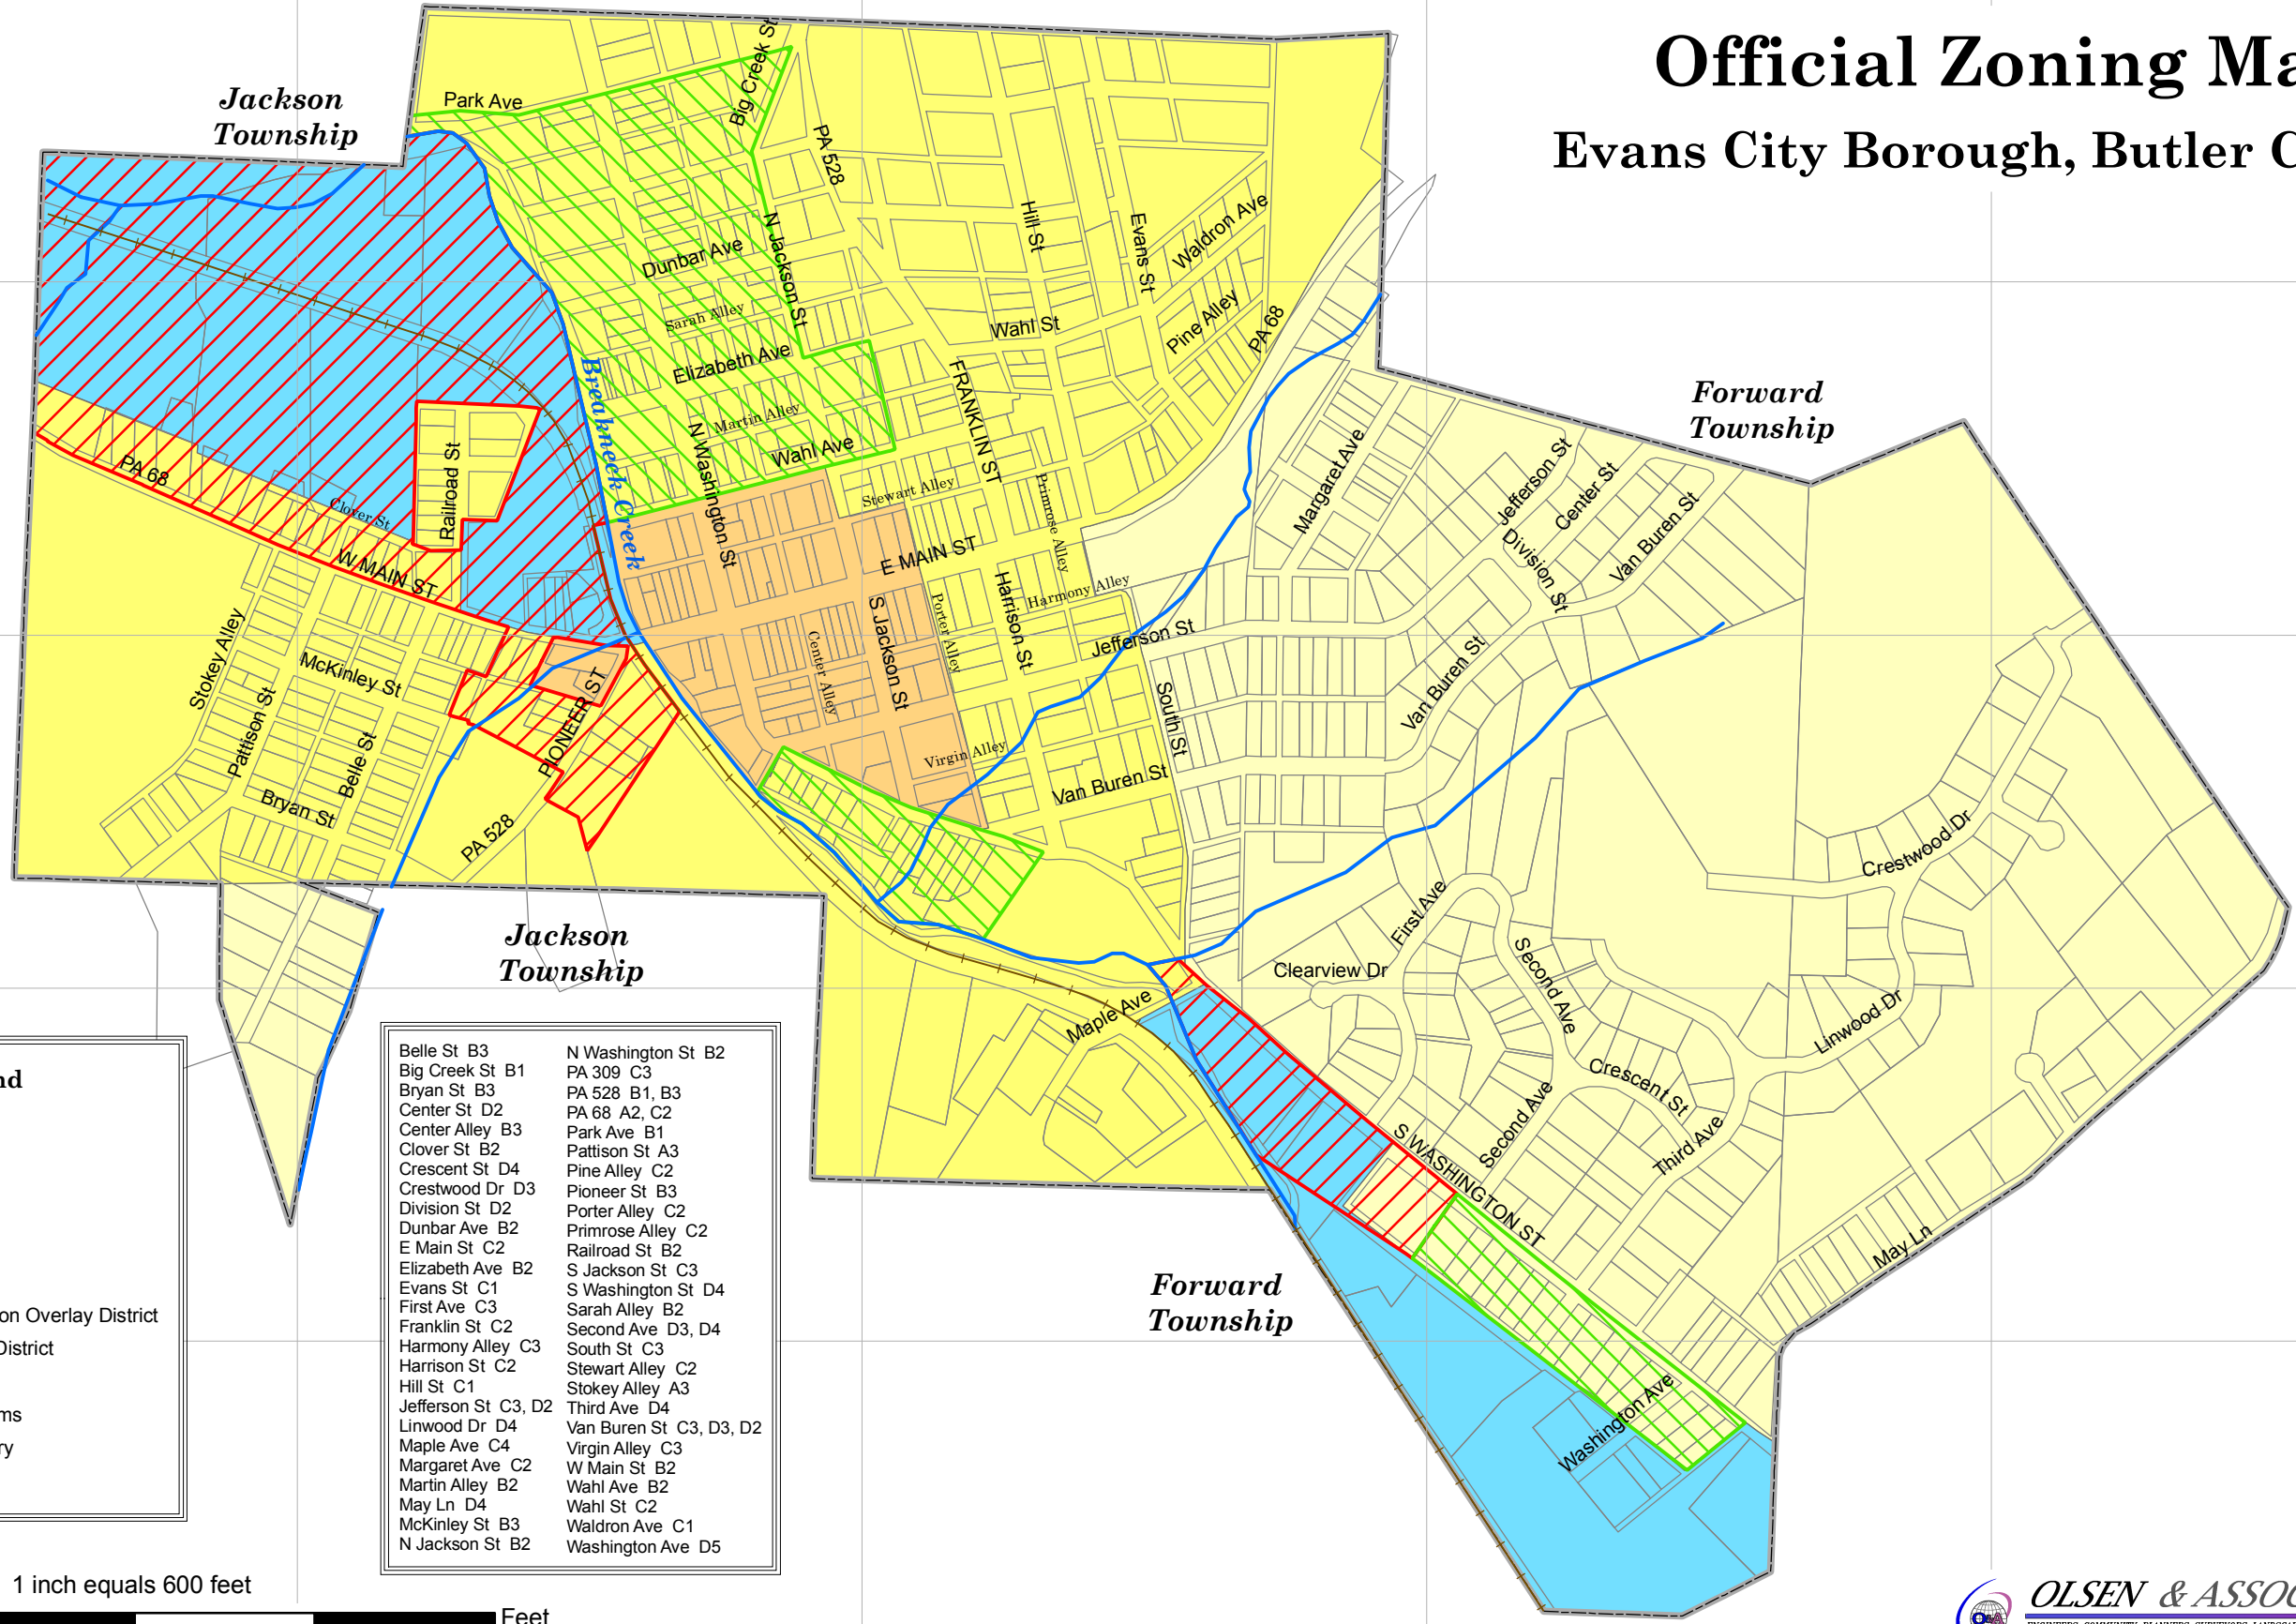 Official Zoning Ma
Evans City Borough, Butler C
Jackson
Township
Park Ave
Big Creek St
PA 528
N Jackson St
Dunbar Ave
Sarah Alley
Elizabeth Ave
Martin Alley
Wahl Ave
N Washington St
Breakneck Creek
Hill St
Evans St
Waldron Ave
Pine Alley
PA 68
Wahl St
FRANKLIN ST
Stewart Alley
Primrose Alley
E MAIN ST
Harrison St
Harmony Alley
Porter Alley
S Jackson St
Center Alley
Virgin Alley
Jefferson St
South St
Van Buren St
Forward
Township
Margaret Ave
Jefferson St
Center St
Division St
Van Buren St
Van Buren St
PA 68
Clover St
Railroad St
W MAIN ST
Stokey Alley
McKinley St
Pattison St
Belle St
Bryan St
PIONEER ST
PA 528
Jackson
Township
Maple Ave
Clearview Dr
First Ave
Second Ave
Second Ave
Crescent St
Third Ave
Linwood Dr
Crestwood Dr
May Ln
S WASHINGTON ST
Washington Ave
Forward
Township
nd
on Overlay District
District
ms
ry
Belle St B3
Big Creek St B1
Bryan St B3
Center St D2
Center Alley B3
Clover St B2
Crescent St D4
Crestwood Dr D3
Division St D2
Dunbar Ave B2
E Main St C2
Elizabeth Ave B2
Evans St C1
First Ave C3
Franklin St C2
Harmony Alley C3
Harrison St C2
Hill St C1
Jefferson St C3, D2
Linwood Dr D4
Maple Ave C4
Margaret Ave C2
Martin Alley B2
May Ln D4
McKinley St B3
N Jackson St B2
N Washington St B2
PA 309 C3
PA 528 B1, B3
PA 68 A2, C2
Park Ave B1
Pattison St A3
Pine Alley C2
Pioneer St B3
Porter Alley C2
Primrose Alley C2
Railroad St B2
S Jackson St C3
S Washington St D4
Sarah Alley B2
Second Ave D3, D4
South St C3
Stewart Alley C2
Stokey Alley A3
Third Ave D4
Van Buren St C3, D3, D2
Virgin Alley C3
W Main St B2
Wahl Ave B2
Wahl St C2
Waldron Ave C1
Washington Ave D5
1 inch equals 600 feet
Feet
OLSEN & ASSOC